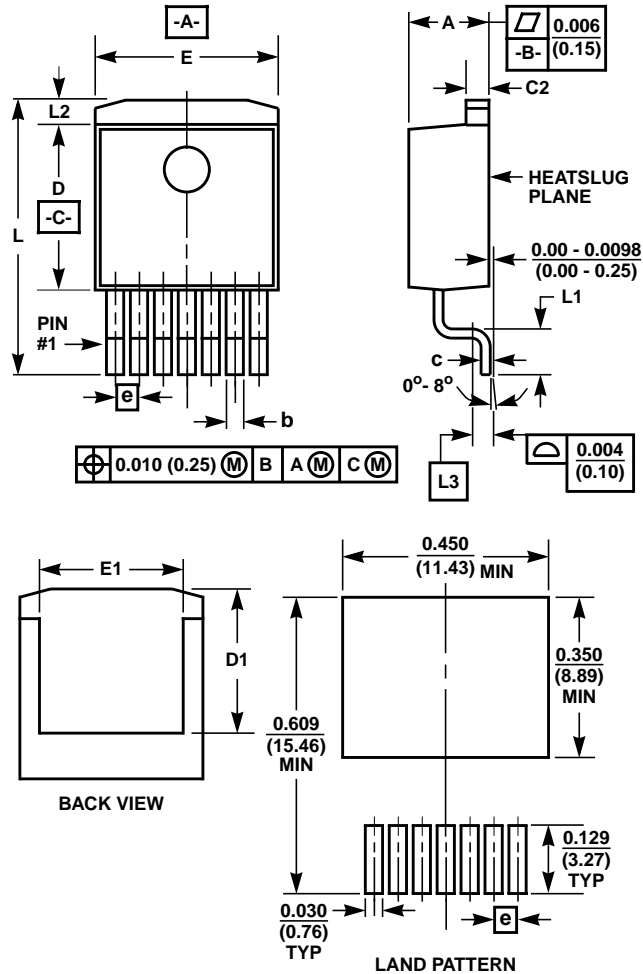 -A-
E
L2
D
-C-
L
PIN
#1
e
b
0.010 (0.25) M B A M C M
A
0.006
(0.15)
-B-
C2
HEATSLUG
PLANE
0.00 - 0.0098
(0.00 - 0.25)
L1
c
0o- 8o
L3
0.004
(0.10)
E1
D1
BACK VIEW
0.450
(11.43) MIN
0.350
(8.89)
MIN
0.609
(15.46)
MIN
0.129
(3.27)
TYP
0.030
(0.76)
TYP
e
LAND PATTERN